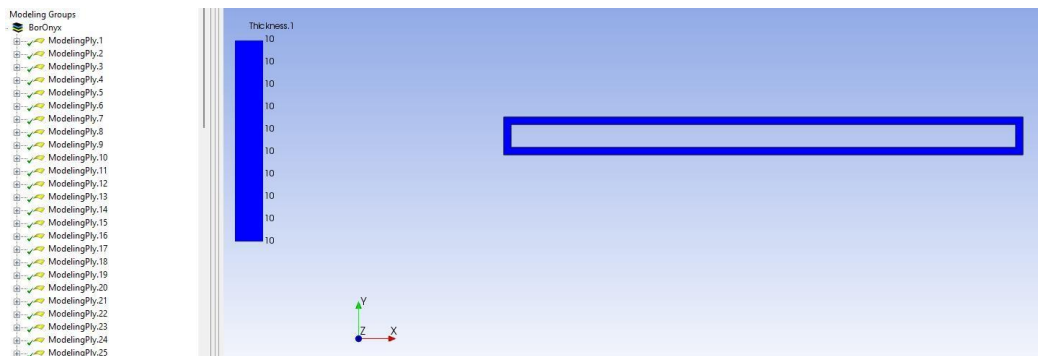 Modeling Groups
BorOnyx
ModelingPly.1
ModelingPly.2
ModelingPly.3
ModelingPly.4
ModelingPly.5
ModelingPly.6
ModelingPly.7
ModelingPly.8
ModelingPly.9
ModelingPly.10
ModelingPly.11
ModelingPly.12
ModelingPly.13
ModelingPly.14
ModelingPly.15
ModelingPly.16
ModelingPly.17
ModelingPly.18
ModelingPly.19
ModelingPly.20
ModelingPly.21
ModelingPly.22
ModelingPly.23
ModelingPly.24
ModelingPly.25
Thickness.1
10
10
10
10
10
10
10
10
10
10
Y
Z X